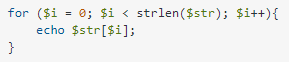 for ($i = 0; $i < strlen($str); $i++){
    echo $str[$i];
}